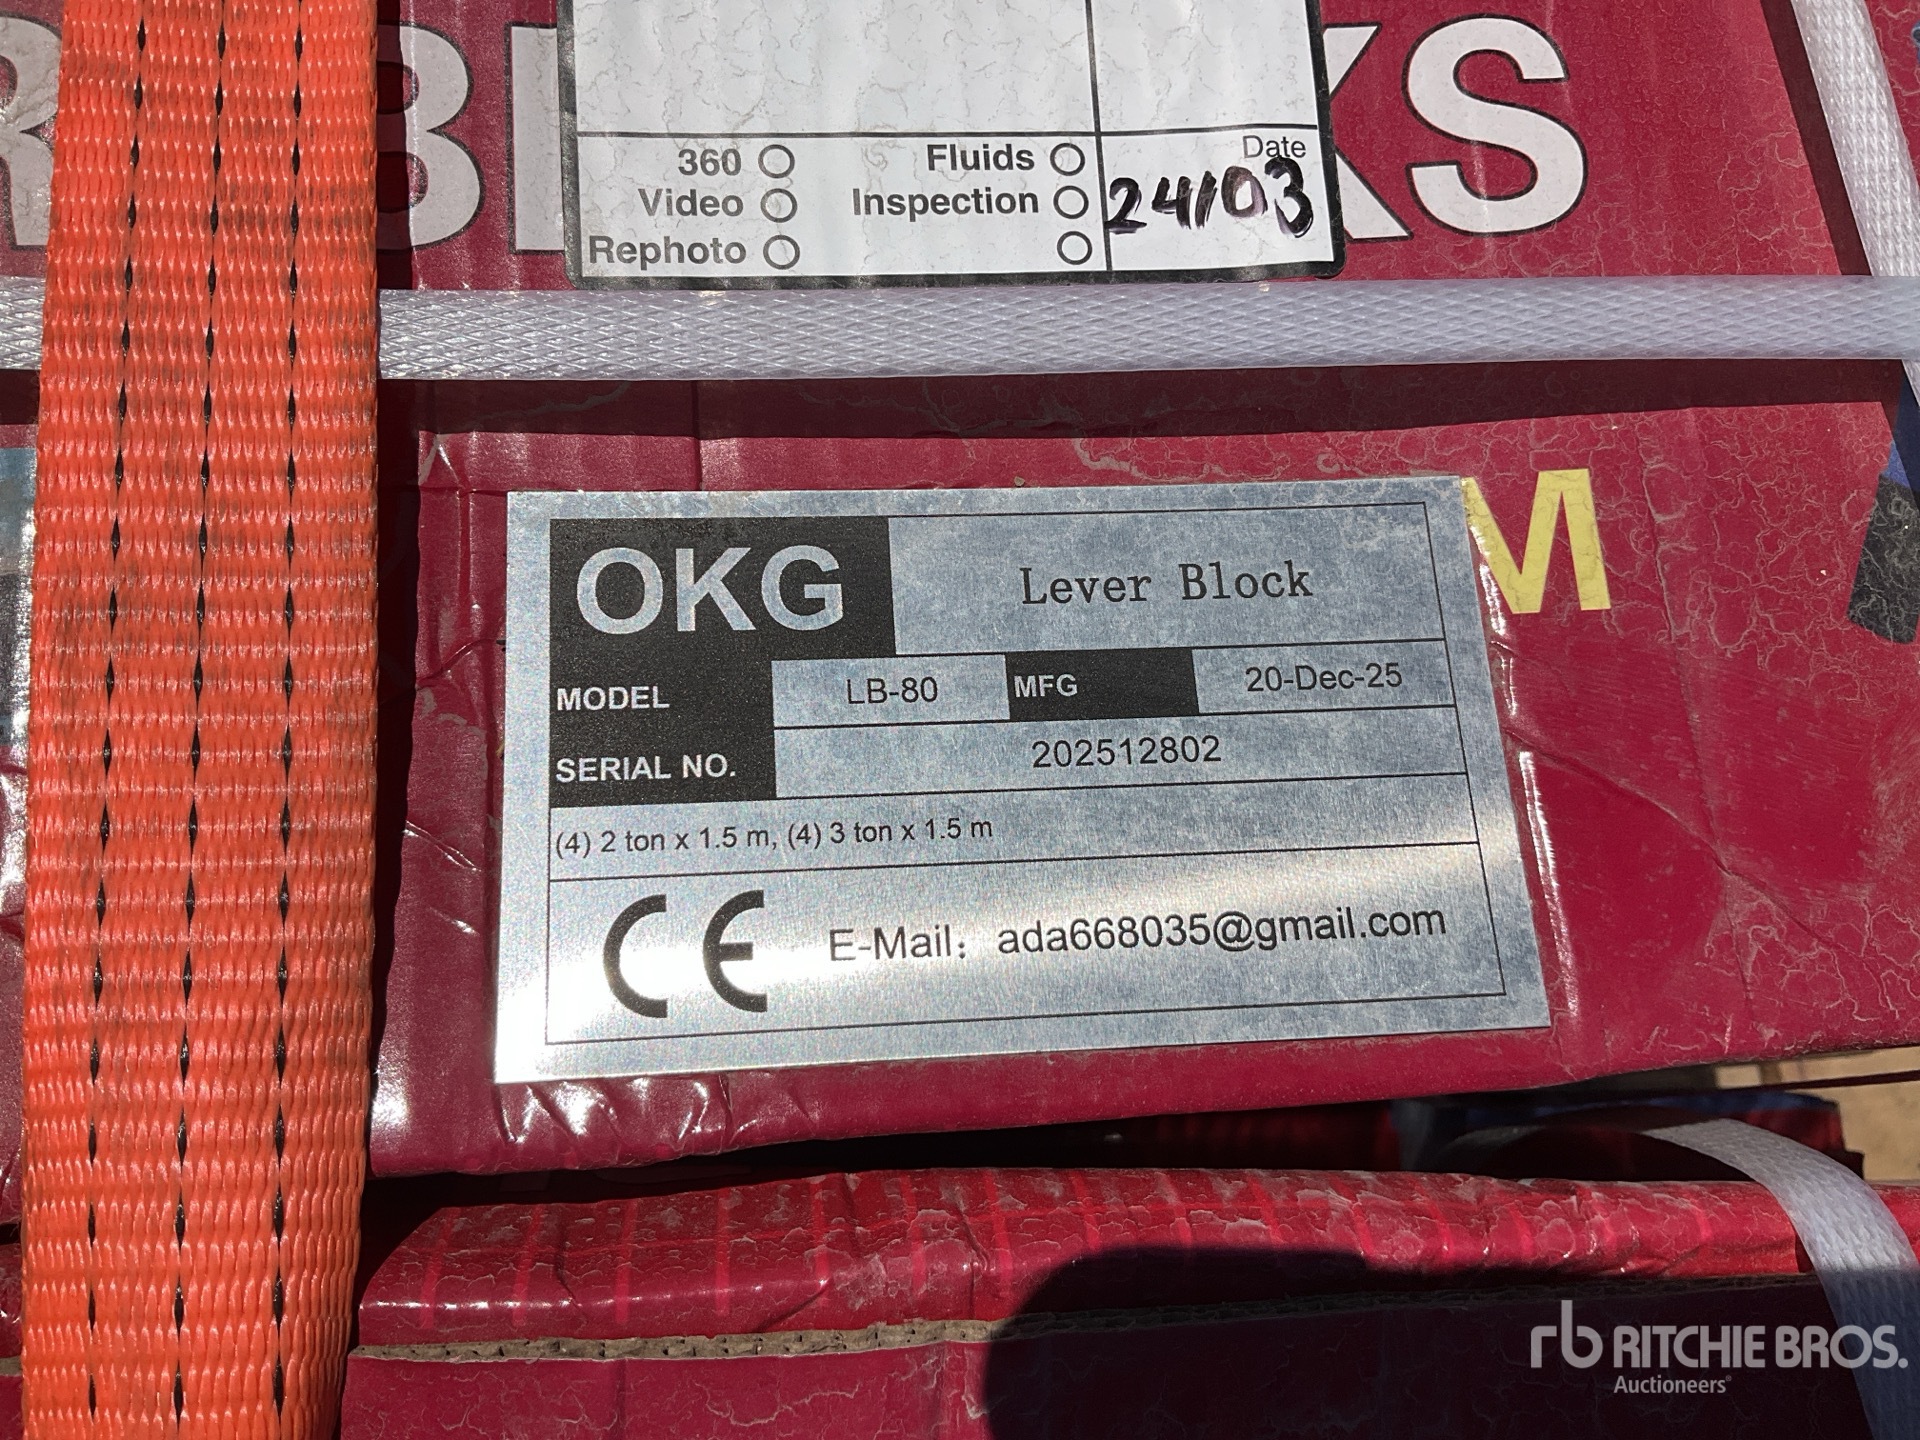 360 Fluids Date
Video Inspection 24/03
Rephoto
KS
M
OKG Lever Block
MODEL LB-80 MFG 20-Dec-25
SERIAL NO. 202512802
(4) 2 ton x 1.5 m, (4) 3 ton x 1.5 m
CE E-Mail: ada668035@gmail.com
rb RITCHIE BROS.
Auctioneers